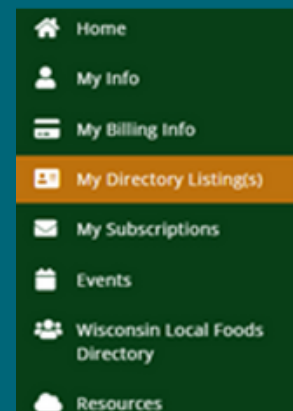 Home
My Info
My Billing Info
My Directory Listing(s)
My Subscriptions
Events
Wisconsin Local Foods
Directory
Resources